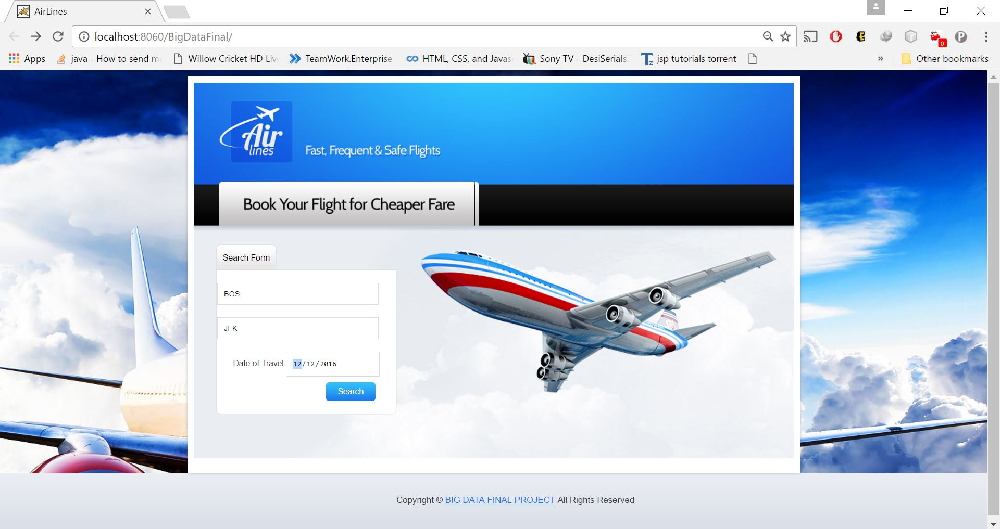 AirLines
localhost:8060/BigDataFinal/
Apps
java - How to send ma
Willow Cricket HD Liv
TeamWork.Enterprise
HTML, CSS, and Javas
Sony TV - DesiSerials.
jsp tutorials torrent
»
Other bookmarks
0
Air
lines
Fast, Frequent & Safe Flights
Book Your Flight for Cheaper Fare
Search Form
BOS
JFK
Date of Travel 12/12/2016
Search
Copyright © BIG DATA FINAL PROJECT All Rights Reserved